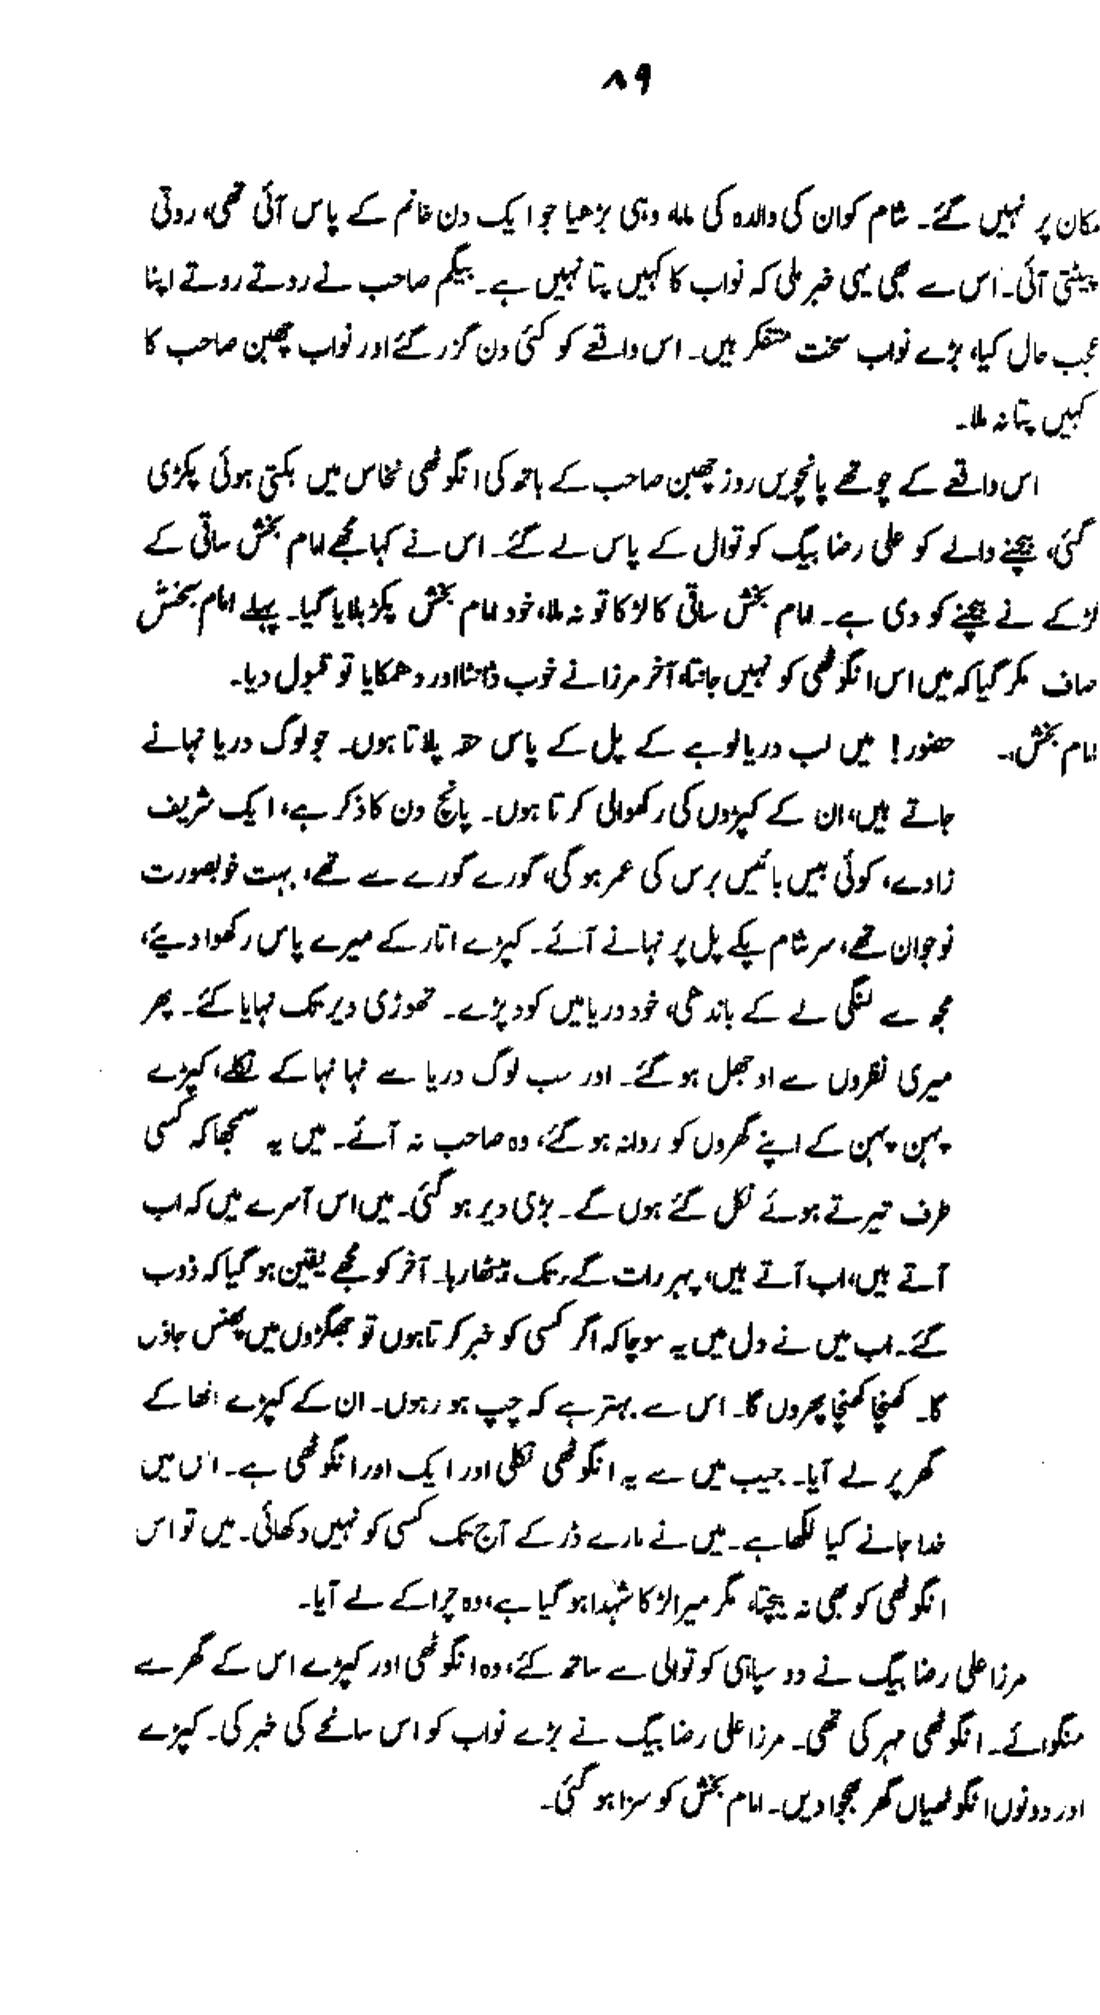 ۸۹
مکان پر نہیں گئے۔ شام کو ان کی والدہ کی ماما وہی بڑھیا جو ایک دن خانم کے پاس آئی تھی، روتی
پیٹتی آئی۔ اس سے بھی یہی خبر ملی کہ نواب کا کہیں پتا نہیں ہے۔ بیگم صاحب نے روتے روتے اپنا
عجب حال کیا، بڑے نواب سخت متفکر ہیں۔ اس واقعے کو کئی دن گزر گئے اور نواب چھبن صاحب کا
کہیں پتا نہ ملا۔
اس واقعے کے چوتھے پانچویں روز چھبن صاحب کے ہاتھ کی انگوٹھی نخاس میں بکتی ہوئی پکڑی
گئی، بیچنے والے کو علی رضا بیگ کوتوال کے پاس لے گئے۔ اس نے کہا مجھے امام بخش ساقی کے
لڑکے نے بیچنے کو دی ہے۔ امام بخش ساقی کا لڑکا تو نہ ملا، خود امام بخش پکڑ بلایا گیا۔ پہلے امام بخش
صاف مکر گیا کہ میں اس انگوٹھی کو نہیں جانتا، آخر مرزا نے خوب ڈانٹا اور دھمکایا تو قبول دیا۔
امام بخش:۔ حضور! میں لب دریا لوہے کے پل کے پاس حقہ پلاتا ہوں۔ جو لوگ دریا نہانے
جاتے ہیں، ان کے کپڑوں کی رکھوالی کرتا ہوں۔ پانچ دن کا ذکر ہے، ایک شریف
زادے، کوئی بیس بائیس برس کی عمر ہو گی، گورے گورے سے تھے، بہت خوبصورت
نوجوان تھے، سر شام پکے پل پر نہانے آئے۔ کپڑے اتار کے میرے پاس رکھوا دیئے،
مجھ سے لنگی لے کے باندھی، خود دریا میں کود پڑے۔ تھوڑی دیر تک نہایا کئے۔ پھر
میری نظروں سے اوجھل ہو گئے۔ اور سب لوگ دریا سے نہا نہا کے نکلے، کپڑے
پہن پہن کے اپنے گھروں کو روانہ ہو گئے، وہ صاحب نہ آئے۔ میں یہ سمجھا کہ کسی
طرف تیرتے ہوئے نکل گئے ہوں گے۔ بڑی دیر ہو گئی۔ میں اس آسرے میں کہ اب
آتے ہیں، اب آتے ہیں، پہر رات گئے تک بیٹھا رہا۔ آخر کو مجھے یقین ہو گیا کہ ڈوب
گئے۔ اب میں نے دل میں یہ سوچا کہ اگر کسی کو خبر کرتا ہوں تو جھگڑوں میں پھنس جاؤں
گا۔ کھنچا کھنچا پھروں گا۔ اس سے بہتر ہے کہ چپ ہو رہوں۔ ان کے کپڑے اٹھا کے
گھر پر لے آیا۔ جیب میں سے یہ انگوٹھی نکلی اور ایک اور انگوٹھی ہے۔ اس میں
خدا جانے کیا لکھا ہے۔ میں نے مارے ڈر کے آج تک کسی کو نہیں دکھائی۔ میں تو اس
انگوٹھی کو بھی نہ بیچتا، مگر میرا لڑکا شہدا ہو گیا ہے، وہ چرا کے لے آیا۔
مرزا علی رضا بیگ نے دو سپاہی کوتوالی سے ساتھ کئے، وہ انگوٹھی اور کپڑے اس کے گھر سے
منگوائے۔ انگوٹھی مہر کی تھی۔ مرزا علی رضا بیگ نے بڑے نواب کو اس سانحے کی خبر کی۔ کپڑے
اور دونوں انگوٹھیاں گھر بھجوا دیں۔ امام بخش کو سزا ہو گئی۔